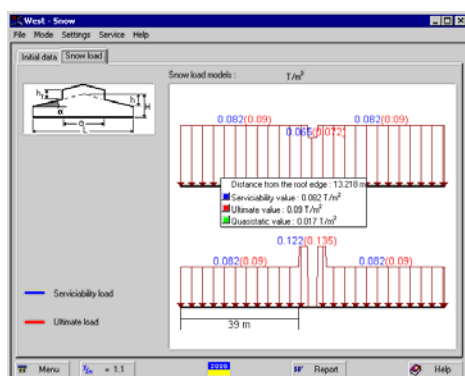 West - Snow
File Mode Settings Service Help
Initial data Snow load
Snow load models : T/m²
h H
α
a
L
0.082(0.09) 0.082(0.09)
0.065(0.072)
Distance from the root edge : 13.218 m
Serviciability value : 0.082 T/m²
Ultimate value : 0.09 T/m²
Quasistatic value : 0.017 T/m²
0.122(0.135)
0.082(0.09) 0.082(0.09)
39 m
Serviciability load
Ultimate load
Menu = 1.1 Report Help